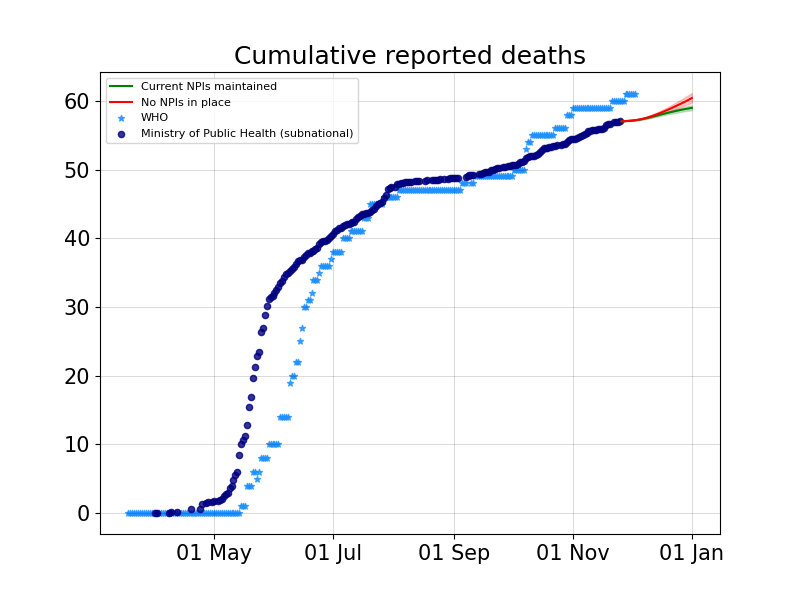 Cumulative reported deaths
Current NPIs maintained
No NPIs in place
WHO
Ministry of Public Health (subnational)
60
50
40
30
20
10
0
01 May 01 Jul 01 Sep 01 Nov 01 Jan